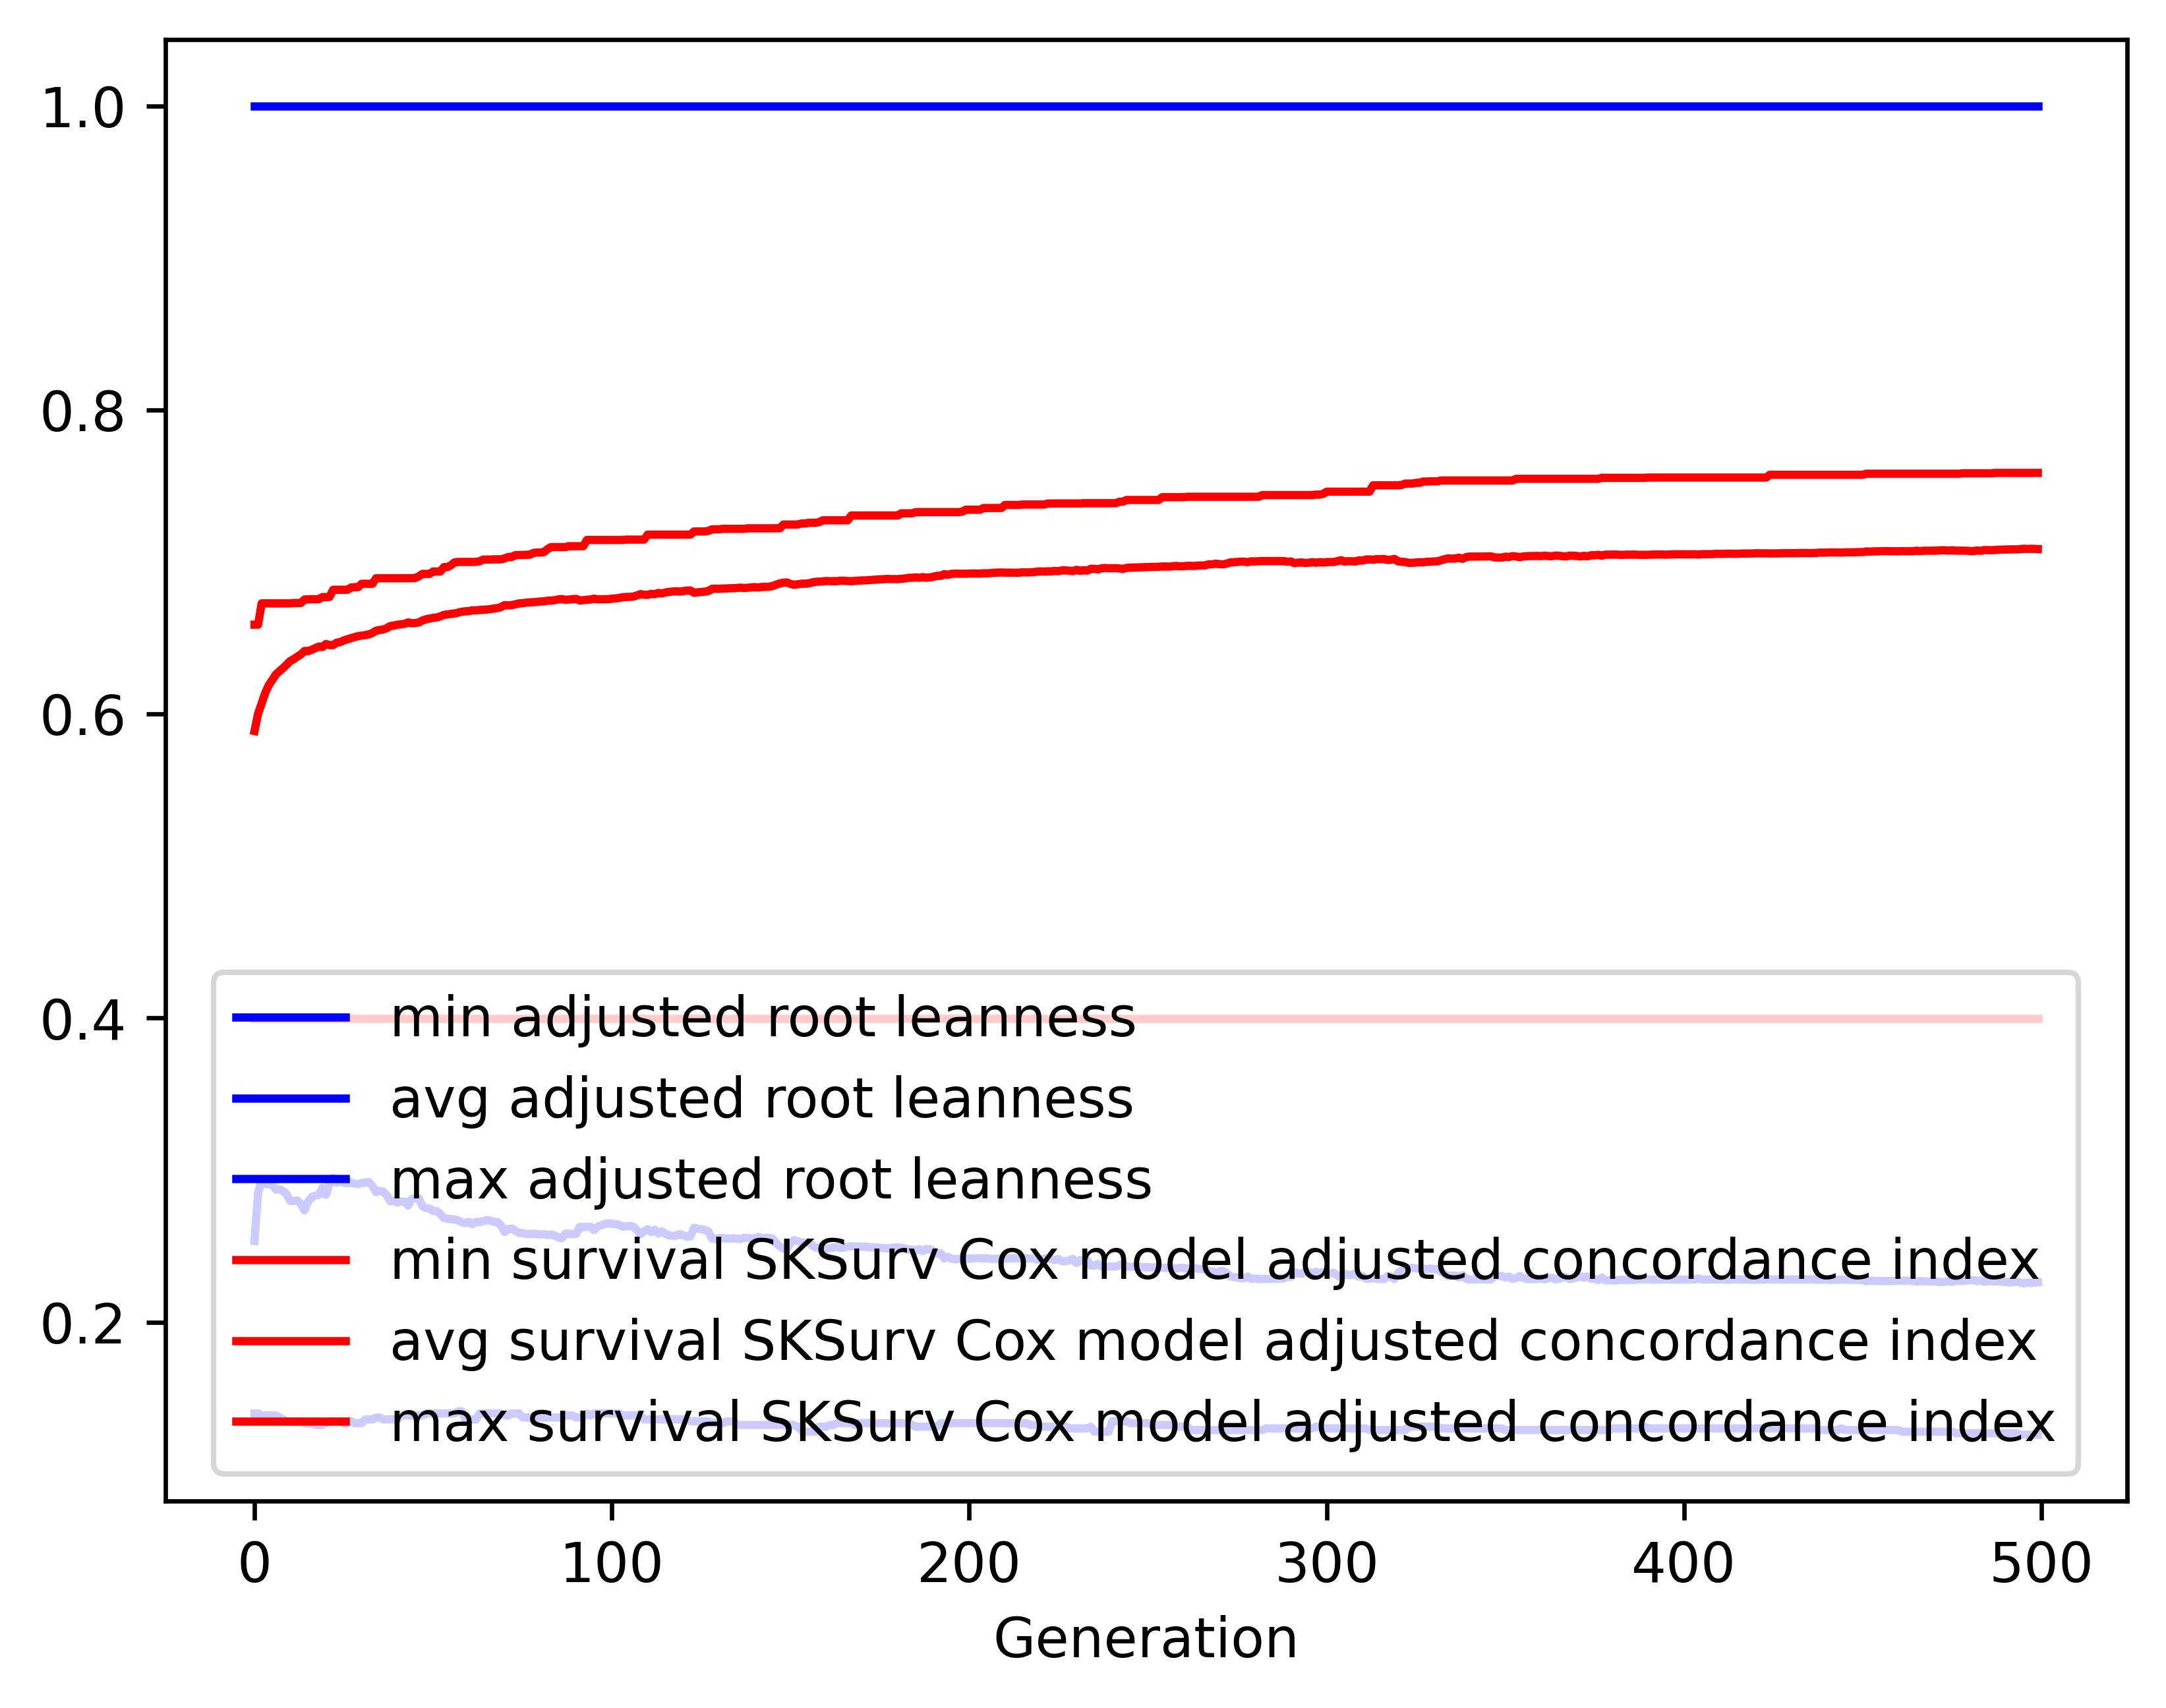 1.0
0.8
0.6
0.4
0.2
min adjusted root leanness
avg adjusted root leanness
max adjusted root leanness
min survival SKSurv Cox model adjusted concordance index
avg survival SKSurv Cox model adjusted concordance index
max survival SKSurv Cox model adjusted concordance index
0 100 200 300 400 500
Generation